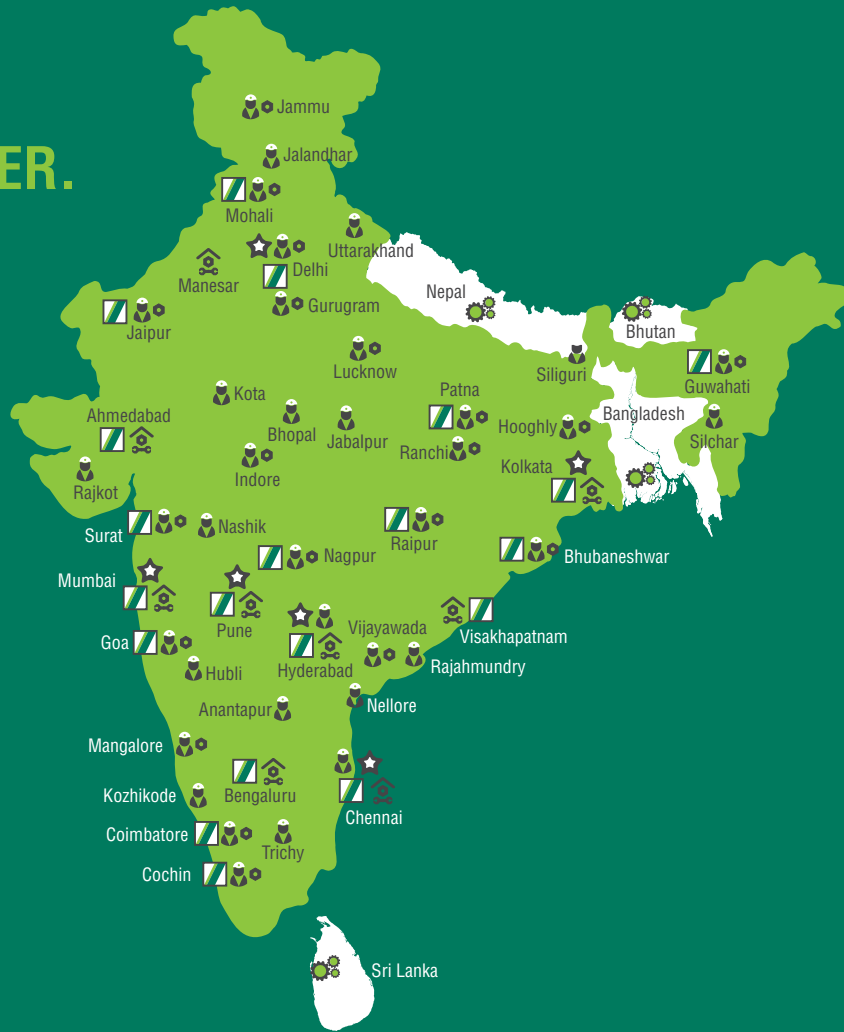 Jammu
ER.
Jalandhar
Mohali
Uttarakhand
Delhi
Manesar
Nepal
Gurugram
Jaipur
Bhutan
Lucknow
Siliguri
Guwahati
Kota
Patna
Ahmedabad
Bangladesh
Bhopal
Jabalpur
Hooghly
Silchar
Ranchi
Kolkata
Indore
Rajkot
Surat
Nashik
Raipur
Nagpur
Bhubaneshwar
Mumbai
Pune
Vijayawada
Visakhapatnam
Goa
Hyderabad
Rajahmundry
Hubli
Nellore
Anantapur
Mangalore
Kozhikode
Bengaluru
Chennai
Coimbatore
Trichy
Cochin
Sri Lanka